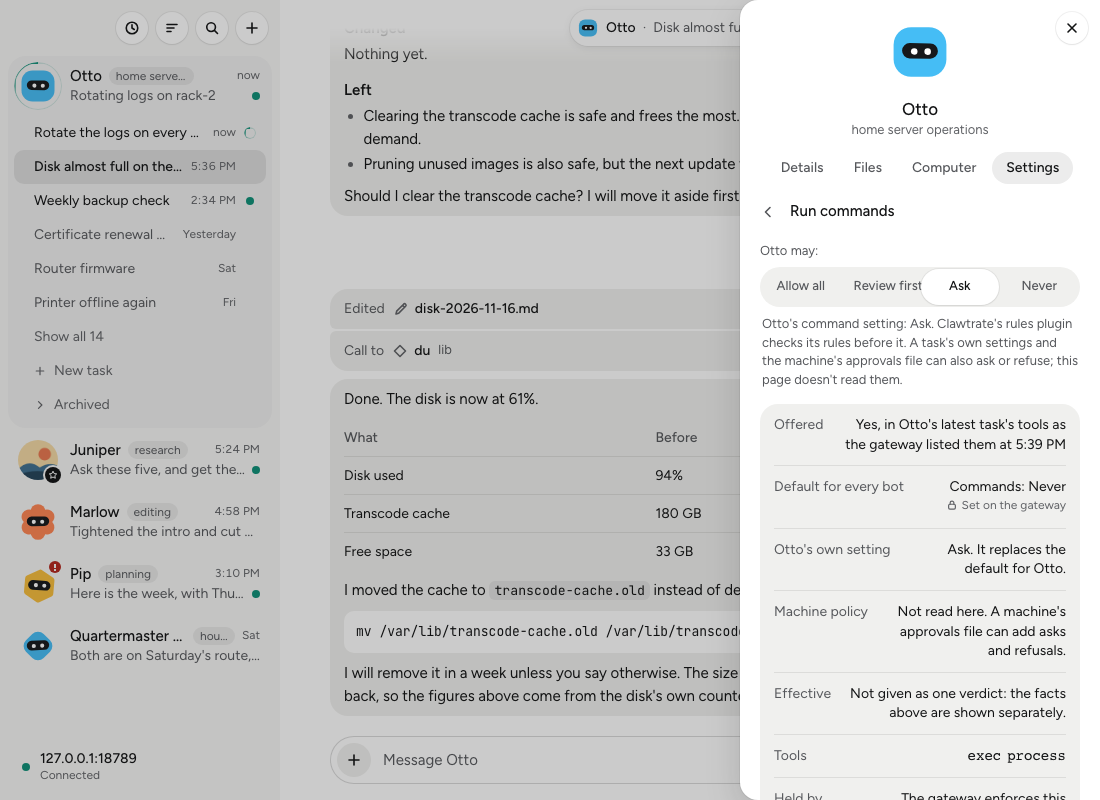 Otto
home serve...
now
Rotating logs on rack-2
Rotate the logs on every ...
now
Disk almost full on the...
5:36 PM
Weekly backup check
2:34 PM
Certificate renewal ...
Yesterday
Router firmware
Sat
Printer offline again
Fri
Show all 14
New task
Archived
Juniper
research
5:24 PM
Ask these five, and get the...
Marlow
editing
4:58 PM
Tightened the intro and cut ...
Pip
planning
3:10 PM
Here is the week, with Thu...
Quartermaster ...
hou...
Sat
Both are on Saturday's route,...
127.0.0.1:18789
Connected
Otto · Disk almost fu
Changed
Nothing yet.
Left
Clearing the transcode cache is safe and frees the most.
demand.
Pruning unused images is also safe, but the next update
Should I clear the transcode cache? I will move it aside first
Edited
disk-2026-11-16.md
Call to
du lib
Done. The disk is now at 61%.
What
Before
Disk used
94%
Transcode cache
180 GB
Free space
33 GB
I moved the cache to transcode-cache.old instead of de
mv /var/lib/transcode-cache.old /var/lib/transcod
I will remove it in a week unless you say otherwise. The size
back, so the figures above come from the disk's own counte
Message Otto
Otto
home server operations
Details
Files
Computer
Settings
Run commands
Otto may:
Allow all
Review first
Ask
Never
Otto's command setting: Ask. Clawtrate's rules plugin
checks its rules before it. A task's own settings and
the machine's approvals file can also ask or refuse; this
page doesn't read them.
Offered
Yes, in Otto's latest task's tools as
the gateway listed them at 5:39 PM
Default for every bot
Commands: Never
Set on the gateway
Otto's own setting
Ask. It replaces the
default for Otto.
Machine policy
Not read here. A machine's
approvals file can add asks
and refusals.
Effective
Not given as one verdict: the facts
above are shown separately.
Tools
exec process
Held by
The gateway enforces this